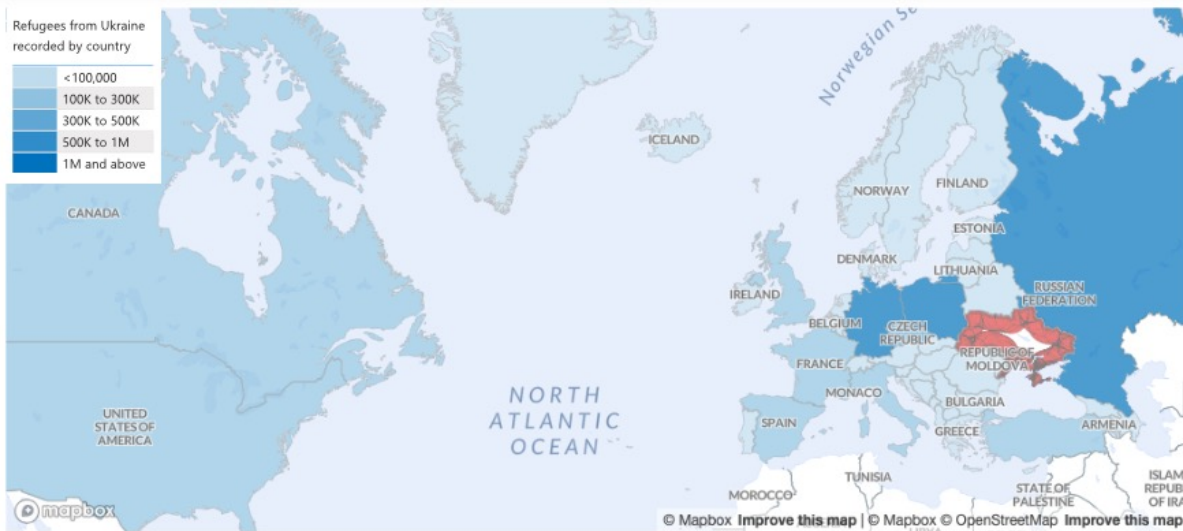 Refugees from Ukraine
recorded by country
<100,000
100K to 300K
300K to 500K
500K to 1M
1M and above
Norwegian
ICELAND
NORWAY
FINLAND
CANADA
ESTONIA
DENMARK
LITHUANIA
IRELAND
RUSSIAN
FEDERATION
BELGIUM
CZECH
REPUBLIC
FRANCE
REPUBLIC OF
MOLDOVA
MONACO
NORTH
ATLANTIC
OCEAN
BULGARIA
UNITED
STATES OF
AMERICA
SPAIN
GREECE
ARMENIA
TUNISIA
MOROCCO
STATE OF
PALESTINE
ISLAM
REPUB
OF IRA
mapbox
© Mapbox Improve this map | © Mapbox © OpenStreetMap Improve this map